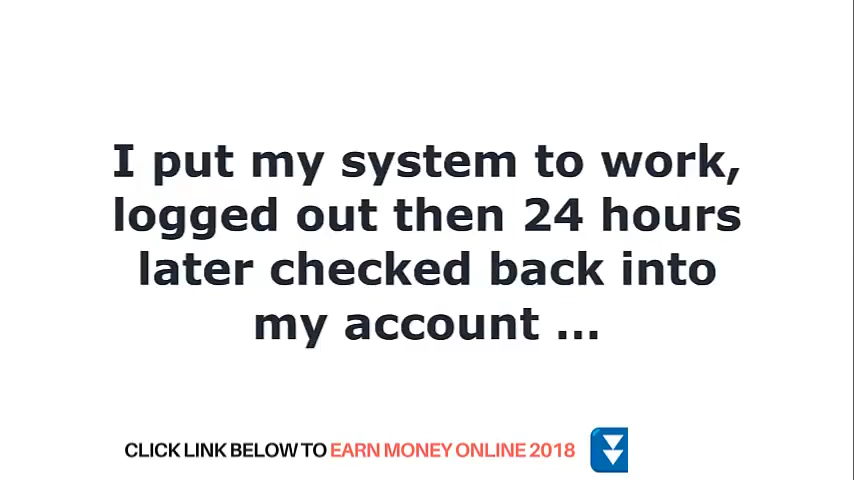 I put my system to work,
logged out then 24 hours
later checked back into
my account ...
CLICK LINK BELOW TO EARN MONEY ONLINE 2018